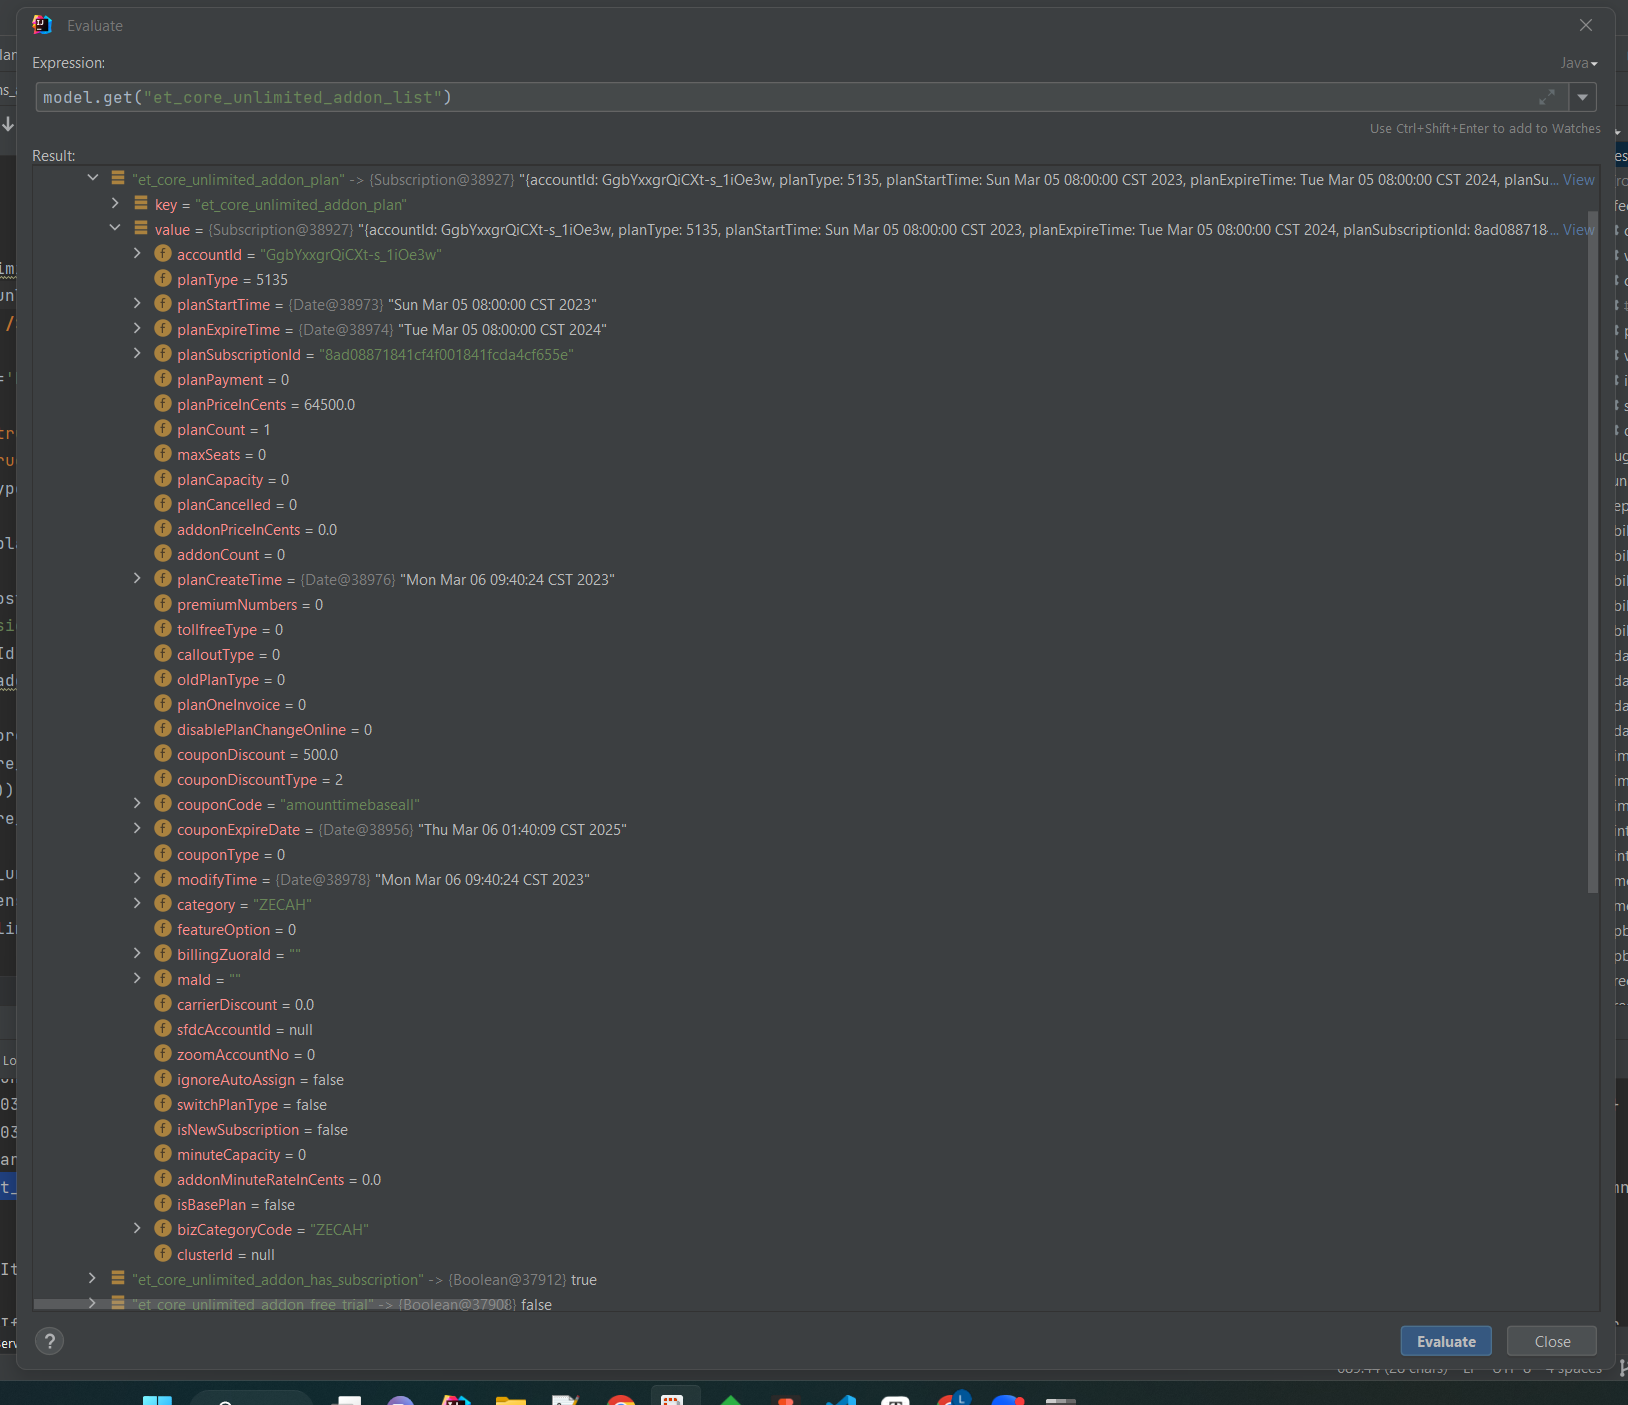 Evaluate
Expression:
Java
model.get("et_core_unlimited_addon_list")
Use Ctrl+Shift+Enter to add to Watches
Result:
"et_core_unlimited_addon_plan" -> {Subscription@38927} "{accountId: GgbYxxgrQiCXt-s_1iOe3w, planType: 5135, planStartTime: Sun Mar 05 08:00:00 CST 2023, planExpireTime: Tue Mar 05 08:00:00 CST 2024, planSu... View
key = "et_core_unlimited_addon_plan"
value = {Subscription@38927} "{accountId: GgbYxxgrQiCXt-s_1iOe3w, planType: 5135, planStartTime: Sun Mar 05 08:00:00 CST 2023, planExpireTime: Tue Mar 05 08:00:00 CST 2024, planSubscriptionId: 8ad088718... View
accountId = "GgbYxxgrQiCXt-s_1iOe3w"
planType = 5135
planStartTime = {Date@38973} "Sun Mar 05 08:00:00 CST 2023"
planExpireTime = {Date@38974} "Tue Mar 05 08:00:00 CST 2024"
planSubscriptionId = "8ad08871841cf4f001841fcda4cf655e"
planPayment = 0
planPriceInCents = 64500.0
planCount = 1
maxSeats = 0
planCapacity = 0
planCancelled = 0
addonPriceInCents = 0.0
addonCount = 0
planCreateTime = {Date@38976} "Mon Mar 06 09:40:24 CST 2023"
premiumNumbers = 0
tollfreeType = 0
calloutType = 0
oldPlanType = 0
planOneInvoice = 0
disablePlanChangeOnline = 0
couponDiscount = 500.0
couponDiscountType = 2
couponCode = "amounttimebaseall"
couponExpireDate = {Date@38956} "Thu Mar 06 01:40:09 CST 2025"
couponType = 0
modifyTime = {Date@38978} "Mon Mar 06 09:40:24 CST 2023"
category = "ZECAH"
featureOption = 0
billingZuoraId = ""
maId = ""
carrierDiscount = 0.0
sfdcAccountId = null
zoomAccountNo = 0
ignoreAutoAssign = false
switchPlanType = false
isNewSubscription = false
minuteCapacity = 0
addonMinuteRateInCents = 0.0
isBasePlan = false
bizCategoryCode = "ZECAH"
clusterId = null
"et_core_unlimited_addon_has_subscription" -> {Boolean@37912} true
"et_core_unlimited_addon_free_trial" -> {Boolean@37908} false
?
Evaluate
Close